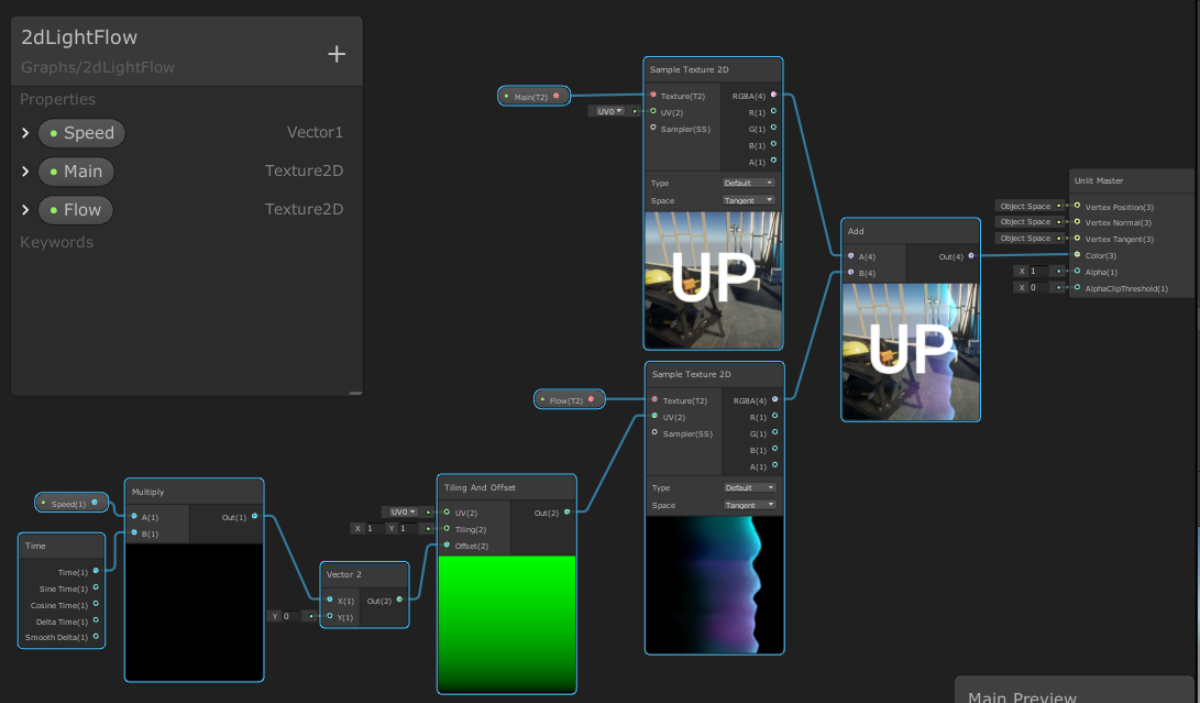 2dLightFlow
+
Graphs/2dLightFlow
Properties
Speed Vector1
Main Texture2D
Flow Texture2D
Keywords
Main(T2)
UV0
Sample Texture 2D
Texture(T2) RGBA(4)
UV(2) R(1)
Sampler(SS) G(1)
B(1)
A(1)
Type Default
Space Tangent
UP
Flow(T2)
Sample Texture 2D
Texture(T2) RGBA(4)
UV(2) R(1)
Sampler(SS) G(1)
B(1)
A(1)
Type Default
Space Tangent
Add
A(4) Out(4)
B(4)
UP
Unlit Master
Object Space Vertex Position(3)
Object Space Vertex Normal(3)
Object Space Vertex Tangent(3)
Color(3)
X 1 Alpha(1)
X 0 AlphaClipThreshold(1)
Speed(1)
Time
Time(1)
Sine Time(1)
Cosine Time(1)
Delta Time(1)
Smooth Delta(1)
Multiply
A(1) Out(1)
B(1)
Vector 2
X(1) Out(2)
Y 0 Y(1)
Tiling And Offset
UV0 UV(2) Out(2)
X 1 Y 1 Tiling(2)
Offset(2)
Main Preview